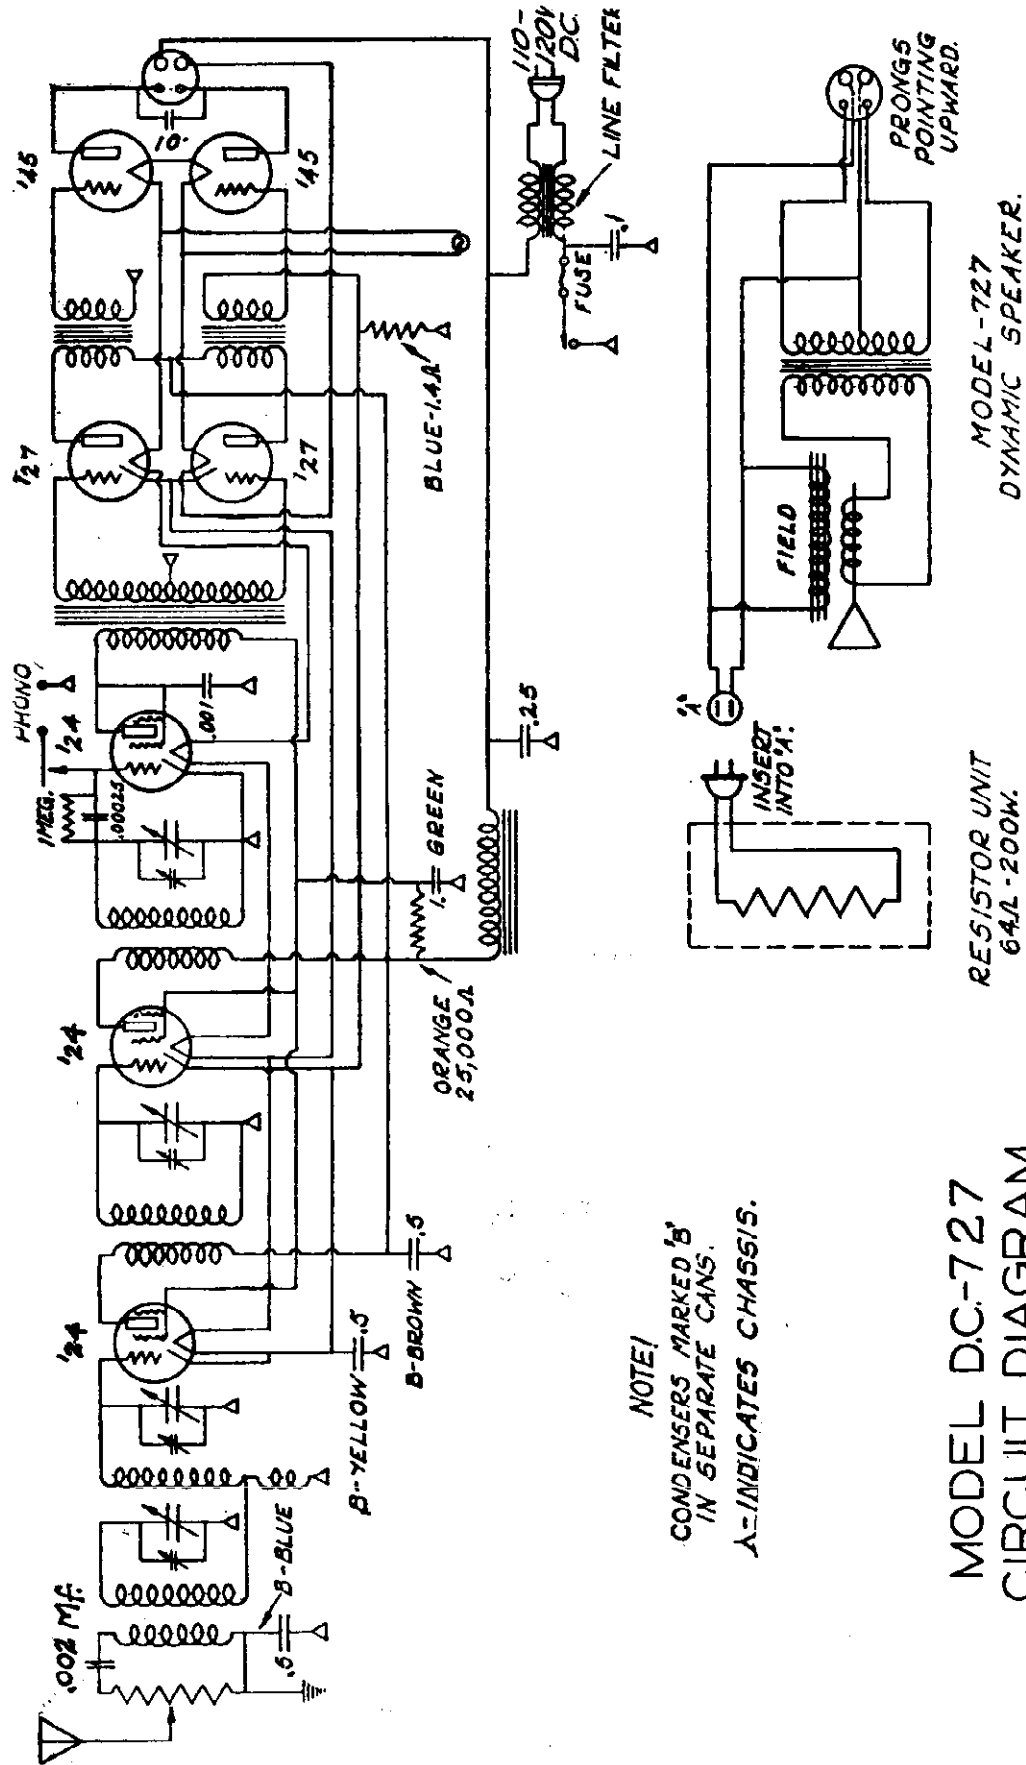 .002 Mf.
.5
B-BLUE
'24
B-YELLOW .5
B-BROWN .5
'24
ORANGE
25,000Ω
1. GREEN
1MEG.
.00025
PHONO
'24
.001
.25
'27
'27
BLUE-1.4Ω
'45
'45
10.
FUSE
.1
LINE FILTER
110-
120V
D.C.
NOTE!
CONDENSERS MARKED "B"
IN SEPARATE CANS.
=INDICATES CHASSIS.
RESISTOR UNIT
64Ω-200W.
INSERT
INTO "A".
"A"
FIELD
PRONGS
POINTING
UPWARD.
MODEL-727
DYNAMIC SPEAKER.
MODEL D.C.-727
CIRCUIT DIAGRAM